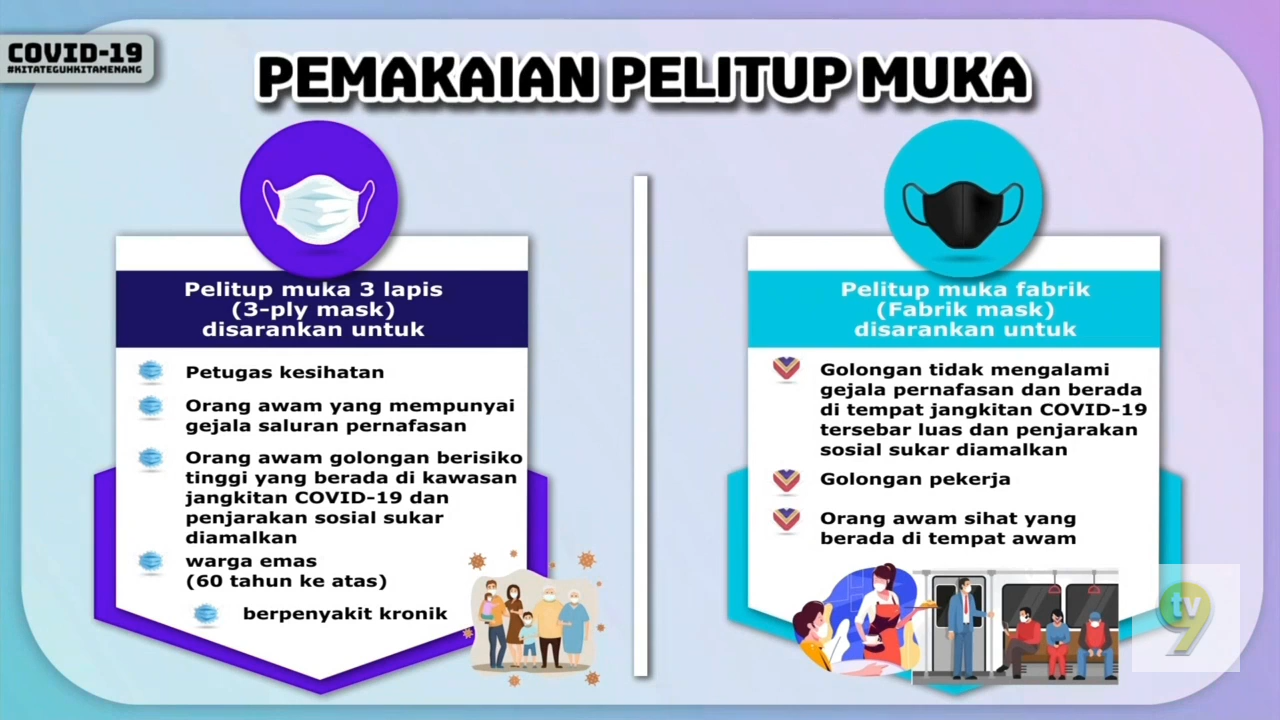 COVID-19
#KITATEGUHKITAMENANG
PEMAKAIAN PELITUP MUKA
Pelitup muka 3 lapis
(3-ply mask)
disarankan untuk
Petugas kesihatan
Orang awam yang mempunyai
gejala saluran pernafasan
Orang awam golongan berisiko
tinggi yang berada di kawasan
jangkitan COVID-19 dan
penjarakan sosial sukar
diamalkan
warga emas
(60 tahun ke atas)
berpenyakit kronik
Pelitup muka fabrik
(Fabrik mask)
disarankan untuk
Golongan tidak mengalami
gejala pernafasan dan berada
di tempat jangkitan COVID-19
tersebar luas dan penjarakan
sosial sukar diamalkan
Golongan pekerja
Orang awam sihat yang
berada di tempat awam
tv
9